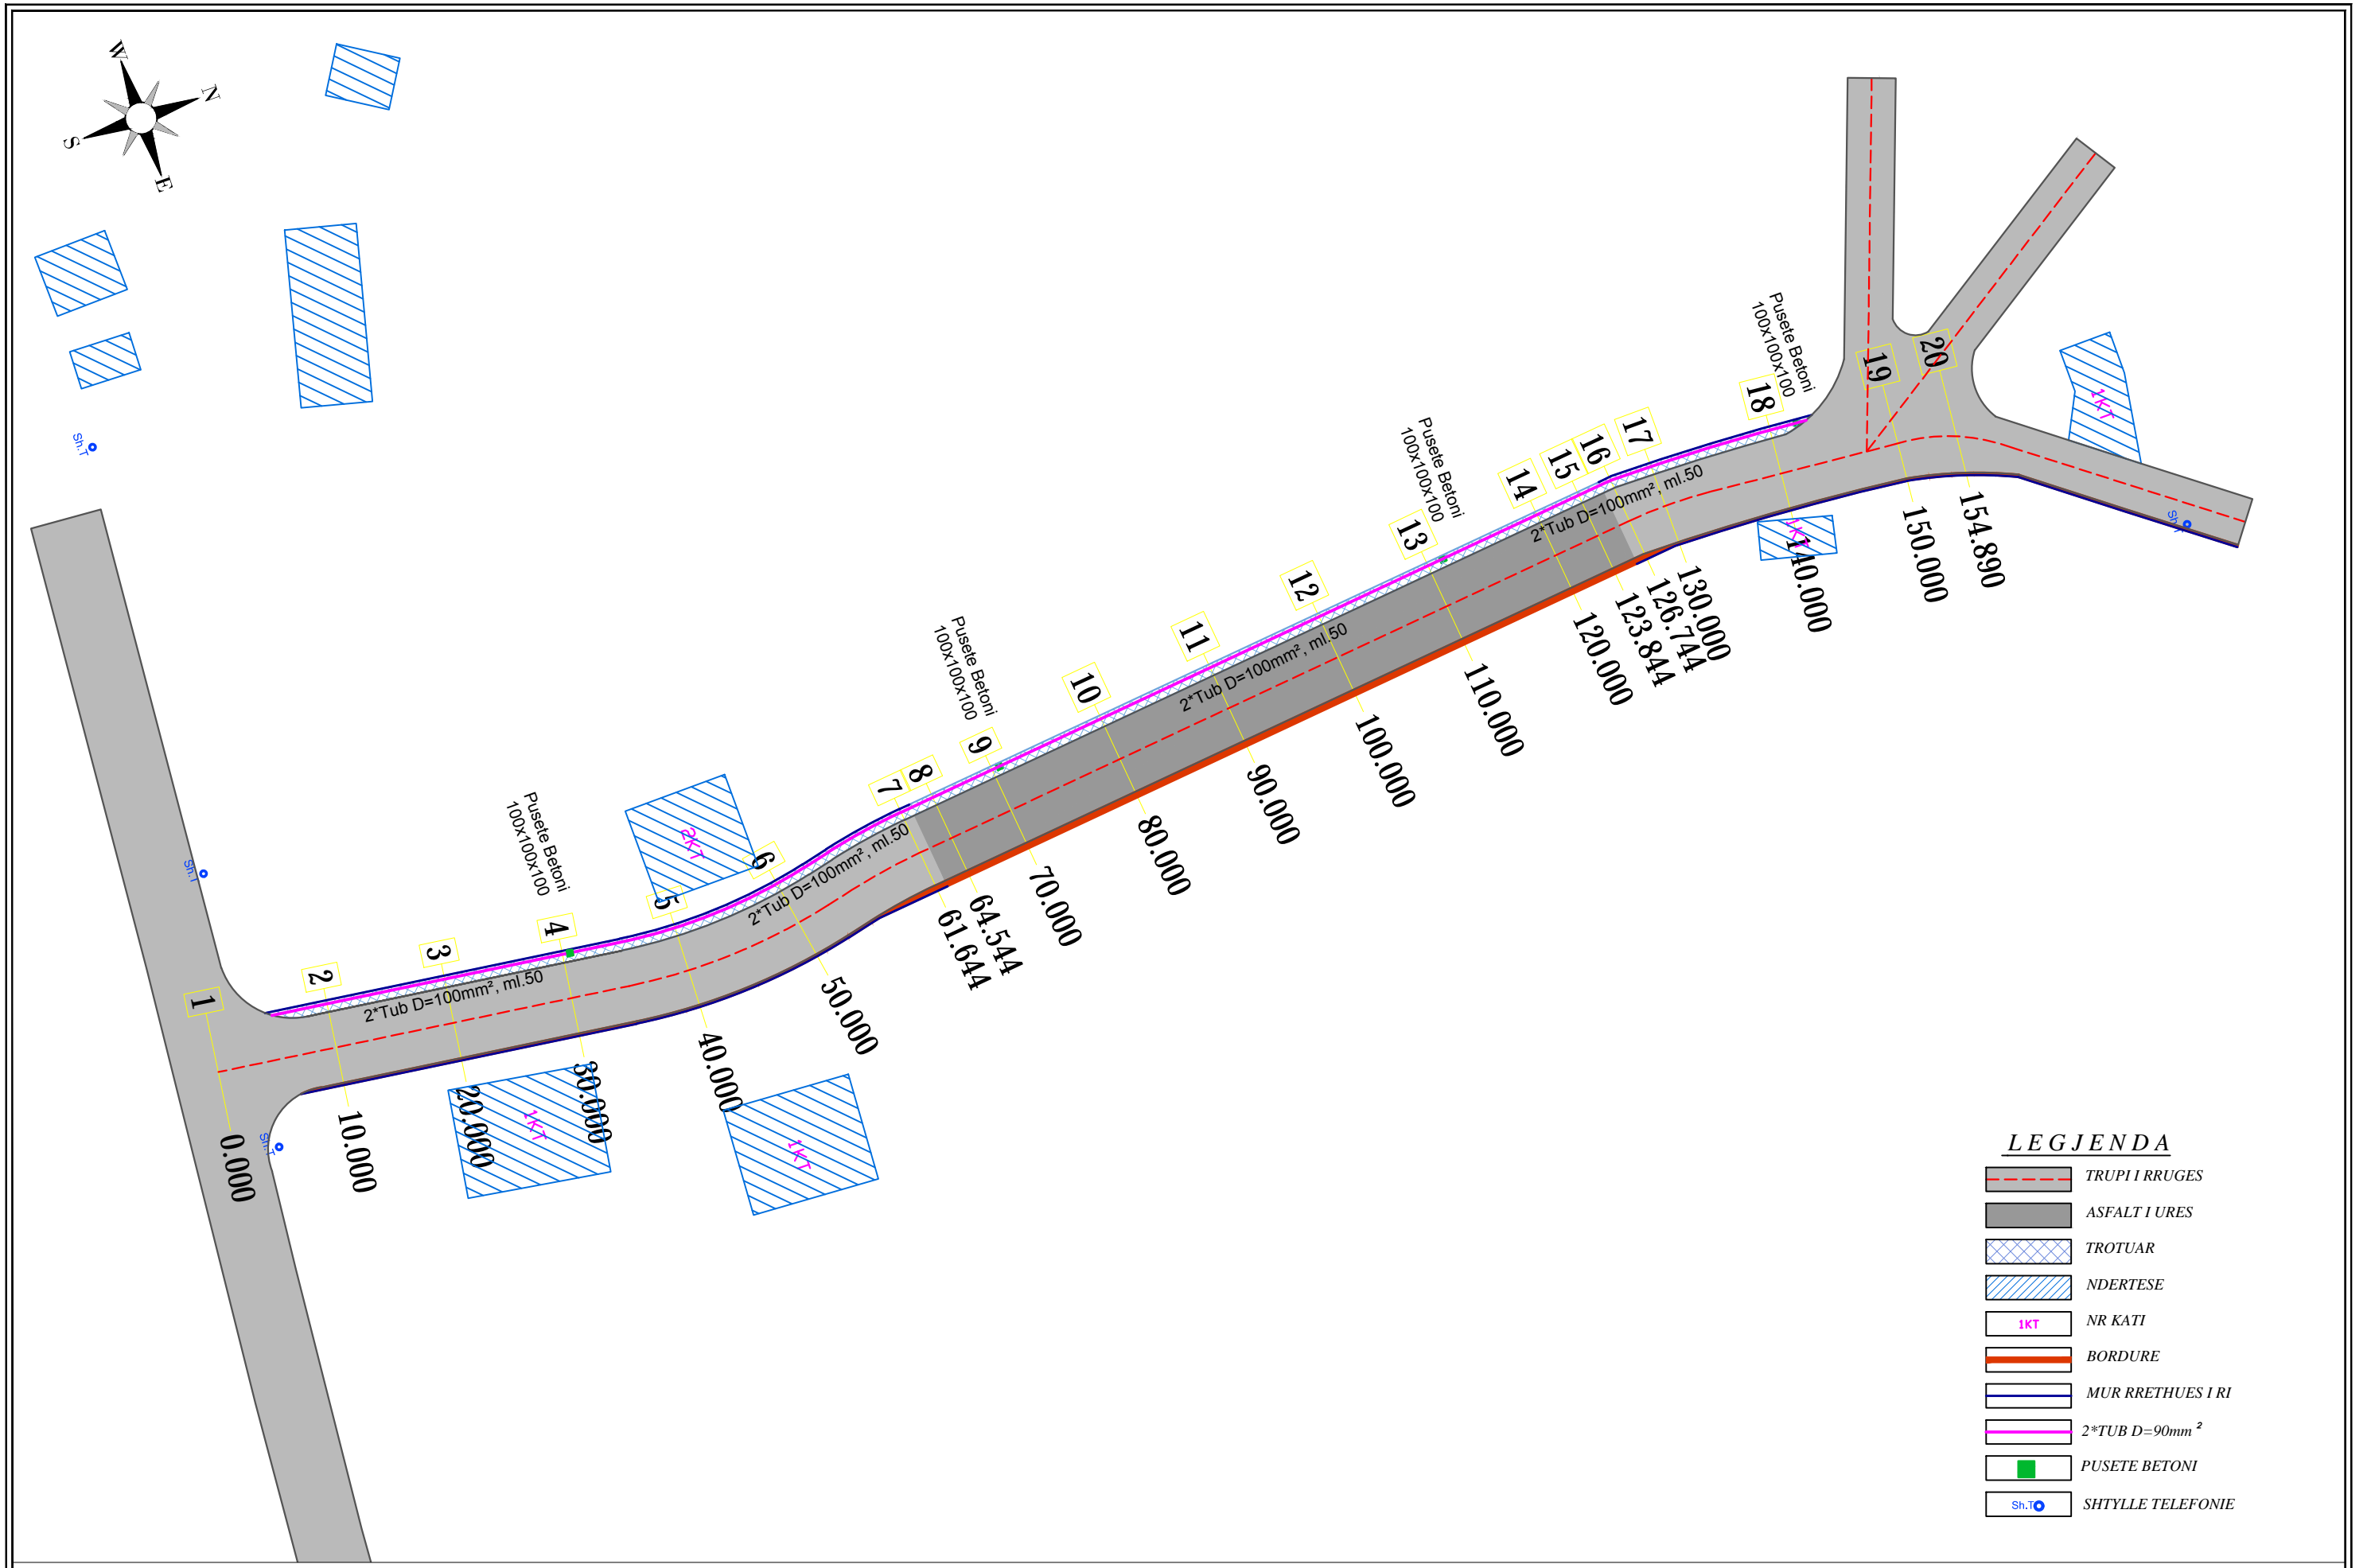 W
N
S
E
Sh.T
Sh.T
Sh.T
Sh.T
1
2
3
4
5
6
7
8
9
10
11
12
13
14
15
16
17
18
19
20
0.000
10.000
20.000
30.000
40.000
50.000
61.644
64.544
70.000
80.000
90.000
100.000
110.000
120.000
123.844
126.744
130.000
140.000
150.000
154.890
Pusete Betoni
100x100x100
Pusete Betoni
100x100x100
Pusete Betoni
100x100x100
Pusete Betoni
100x100x100
2*Tub D=100mm², ml.50
2*Tub D=100mm², ml.50
2*Tub D=100mm², ml.50
2*Tub D=100mm², ml.50
2KT
1KT
1KT
1KT
1KT
LEGJENDA
TRUPI I RRUGES
ASFALT I URES
TROTUAR
NDERTESE
1KT NR KATI
BORDURE
MUR RRETHUES I RI
2*TUB D=90mm ²
PUSETE BETONI
Sh.T SHTYLLE TELEFONIE